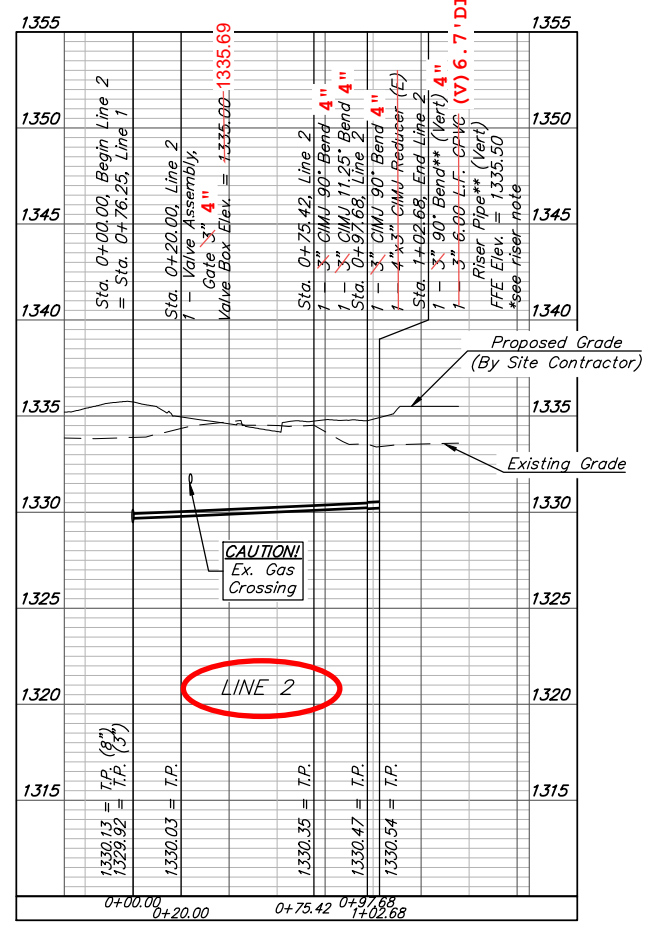 1355
1355
1350
1350
1345
1345
1340
1340
1335
1335
1330
1330
1325
1325
1320
1320
1315
1315
Sta. 0+00.00, Begin Line 2
= Sta. 0+76.25, Line 1
Sta. 0+20.00, Line 2
1 - Valve Assembly,
Gate 3" 4"
Valve Box Elev. = 1335.00 1335.69
Sta. 0+75.42, Line 2
1 - 3" CIMJ 90° Bend 4"
1 - 3" CIMJ 11.25° Bend 4"
Sta. 0+97.68, Line 2
1 - 3" CIMJ 90° Bend 4"
1 - 4"x3" CIMJ Reducer (E)
Sta. 1+02.68, End Line 2
1 - 3" 90° Bend** (Vert) 4"
1 - 3" 6.00 L.F. CPVC (V) 6.7' DI
Riser Pipe** (Vert)
FFE Elev. = 1335.50
*see riser note
Proposed Grade
(By Site Contractor)
Existing Grade
CAUTION!
Ex. Gas
Crossing
LINE 2
1330.13 = T.P. (8")
1329.92 = T.P. (3")
1330.03 = T.P.
1330.35 = T.P.
1330.47 = T.P.
1330.54 = T.P.
0+00.00
0+20.00
0+75.42
0+97.68
1+02.68